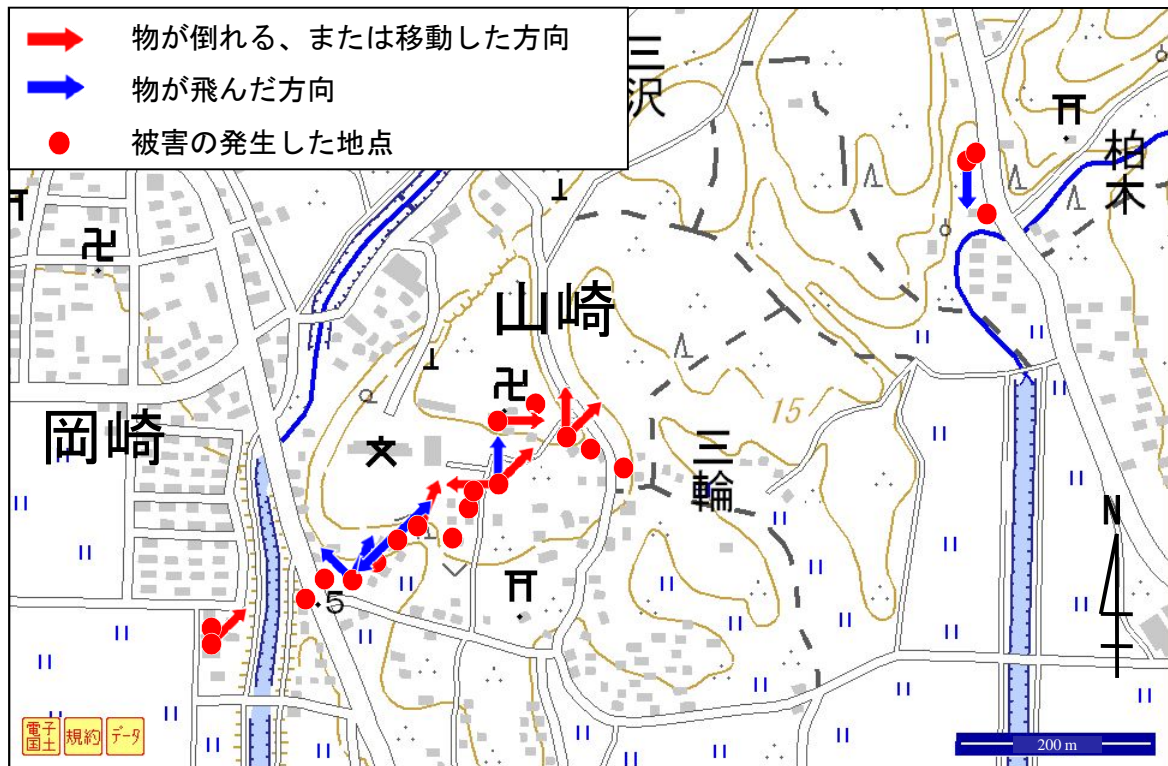 物が倒れる、または移動した方向
物が飛んだ方向
被害の発生した地点
三沢
柏木
山崎
岡崎
15
三輪
N
5
電子国土
規約
データ
200 m